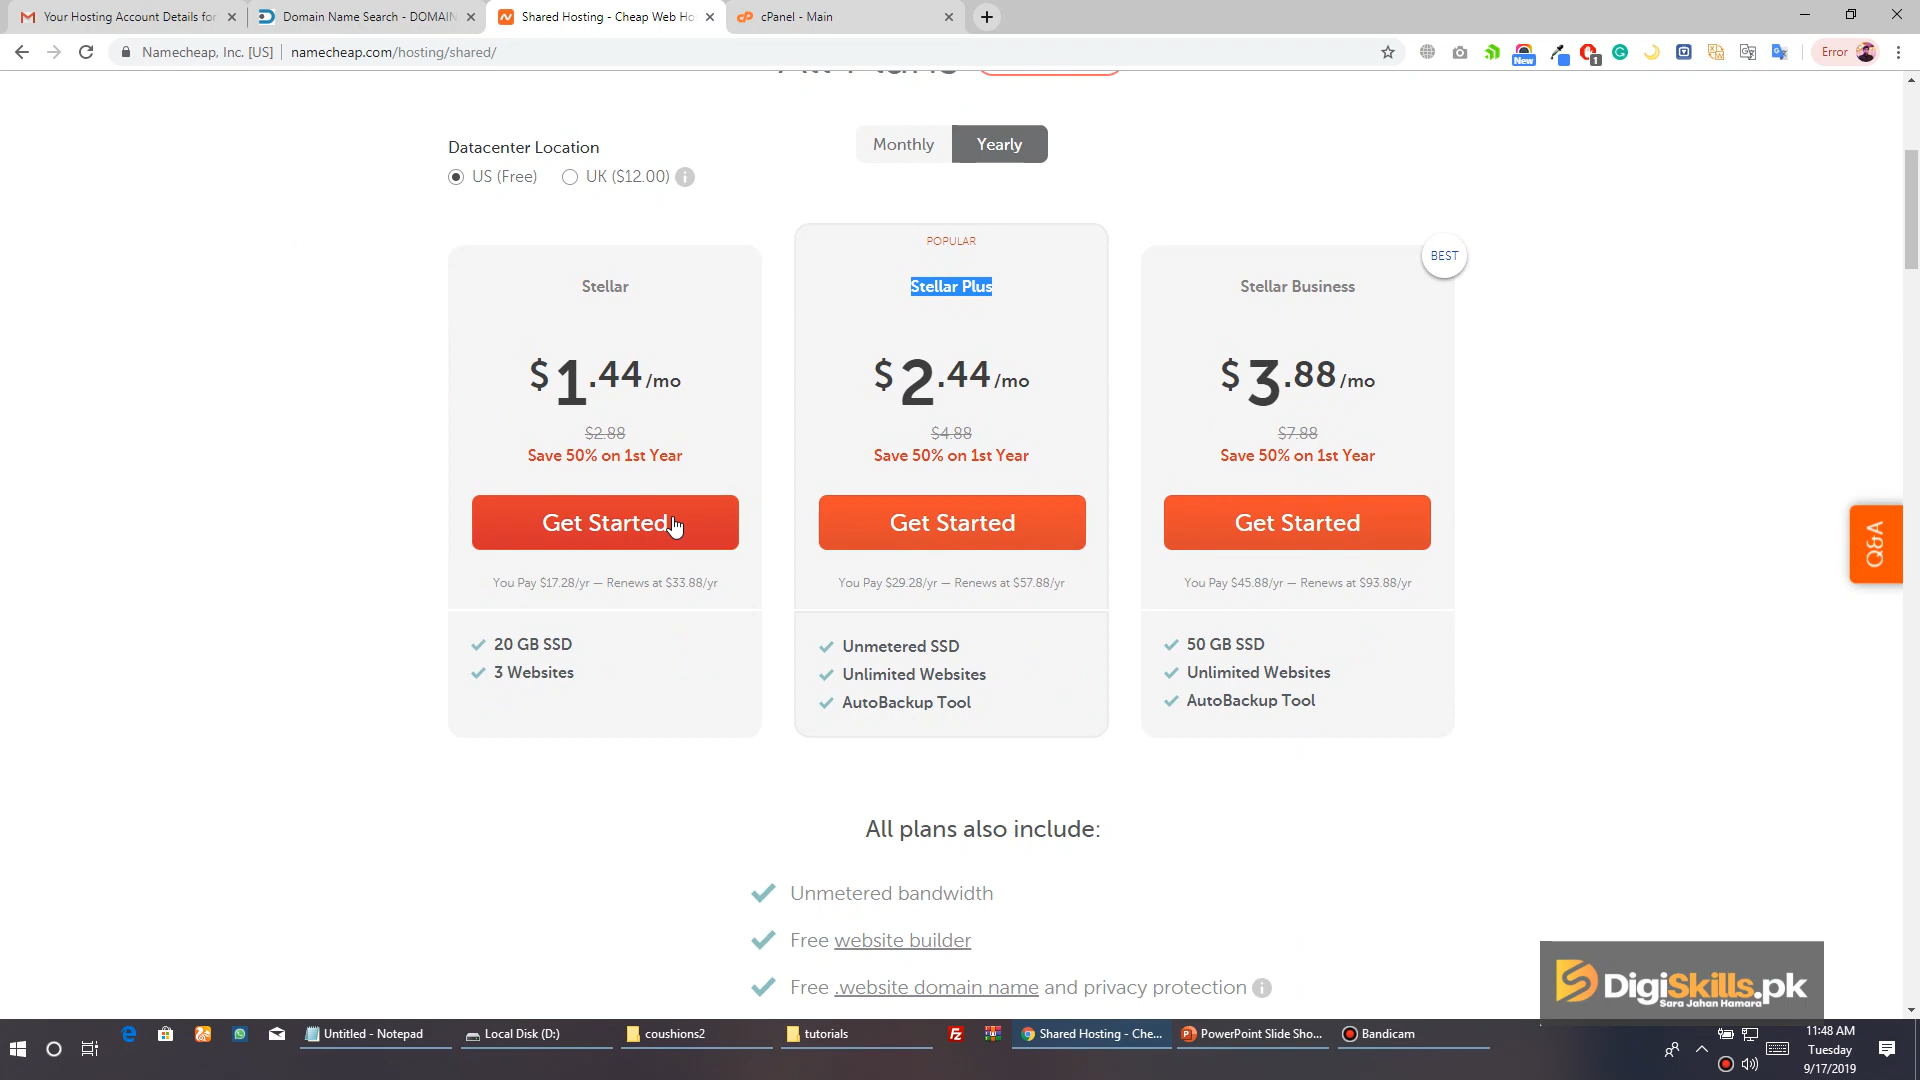 Your Hosting Account Details for
Domain Name Search - DOMAIN
Shared Hosting - Cheap Web Ho
cPanel - Main
Namecheap, Inc. [US]
namecheap.com/hosting/shared/
New
1
Error
Datacenter Location
Monthly
Yearly
US (Free)
UK ($12.00)
POPULAR
BEST
Stellar
Stellar Plus
Stellar Business
$1.44/mo
$2.44/mo
$3.88/mo
$2.88
$4.88
$7.88
Save 50% on 1st Year
Save 50% on 1st Year
Save 50% on 1st Year
Get Started
Get Started
Get Started
Q&A
You Pay $17.28/yr — Renews at $33.88/yr
You Pay $29.28/yr — Renews at $57.88/yr
You Pay $45.88/yr — Renews at $93.88/yr
20 GB SSD
3 Websites
Unmetered SSD
Unlimited Websites
AutoBackup Tool
50 GB SSD
Unlimited Websites
AutoBackup Tool
All plans also include:
Unmetered bandwidth
Free website builder
Free .website domain name and privacy protection
DigiSkills.pk
Sara Jahan Hamara
Untitled - Notepad
Local Disk (D:)
coushions2
tutorials
Shared Hosting - Che...
PowerPoint Slide Sho...
Bandicam
11:48 AM
Tuesday
9/17/2019